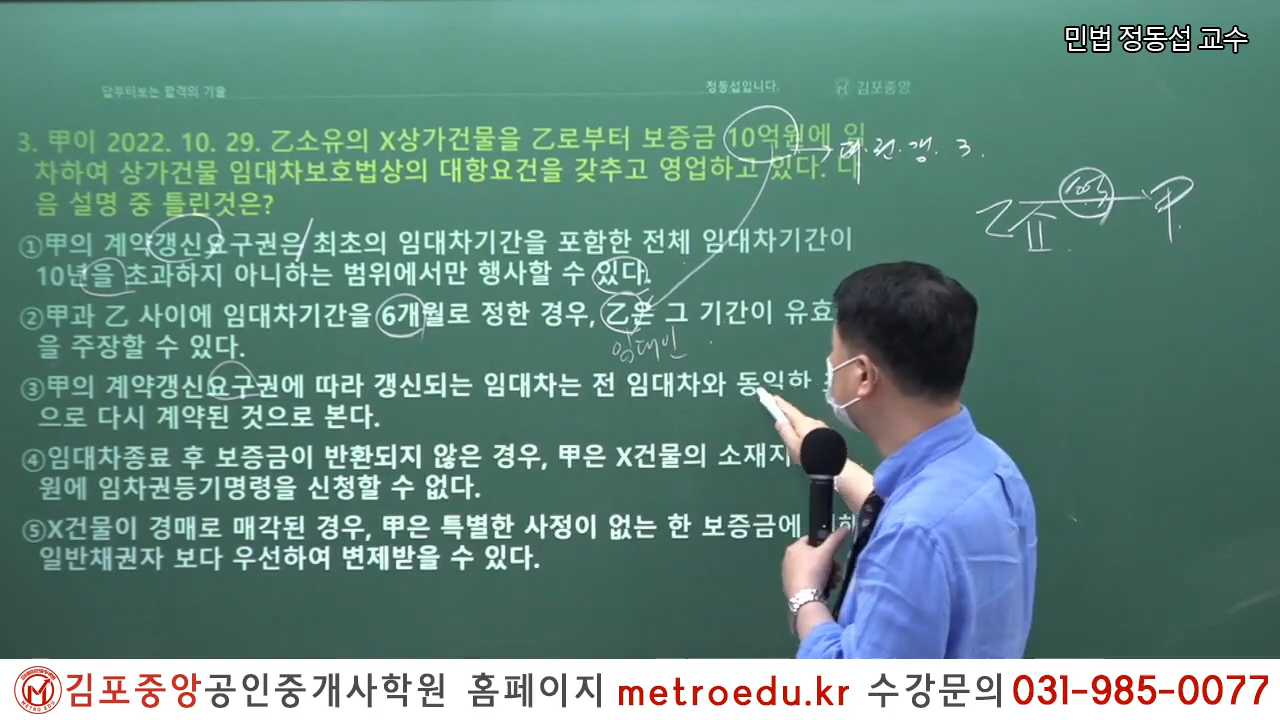 민법 정동섭 교수
답부터보는 합격의 기술
정동섭입니다.
김포중앙
3. 甲이 2022. 10. 29. 乙소유의 X상가건물을 乙로부터 보증금 10억원에 임
차하여 상가건물 임대차보호법상의 대항요건을 갖추고 영업하고 있다. 다
음 설명 중 틀린것은?
3.
乙
甲
①甲의 계약갱신요구권은 최초의 임대차기간을 포함한 전체 임대차기간이
10년을 초과하지 아니하는 범위에서만 행사할 수 있다.
②甲과 乙 사이에 임대차기간을 6개월로 정한 경우, 乙은 그 기간이 유효
을 주장할 수 있다.
임대인
③甲의 계약갱신요구권에 따라 갱신되는 임대차는 전 임대차와 동일한
으로 다시 계약된 것으로 본다.
④임대차종료 후 보증금이 반환되지 않은 경우, 甲은 X건물의 소재지
원에 임차권등기명령을 신청할 수 없다.
⑤X건물이 경매로 매각된 경우, 甲은 특별한 사정이 없는 한 보증금에
일반채권자 보다 우선하여 변제받을 수 있다.
METRO EDU
김포중앙공인중개사학원 홈페이지 metroedu.kr 수강문의 031-985-0077